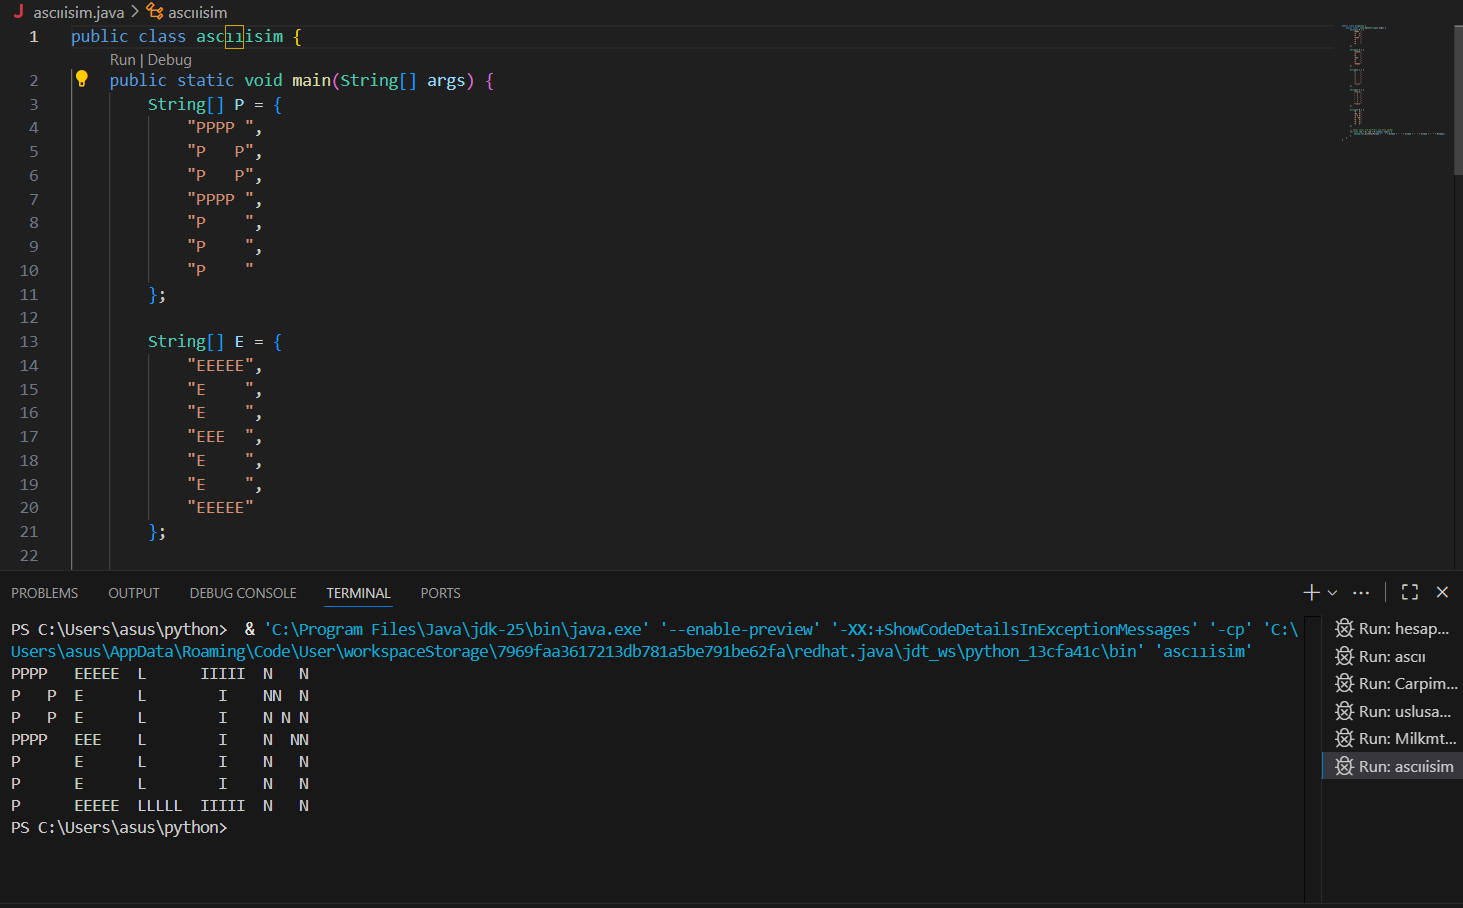 ascııisim.java > ascııisim
1 public class ascııisim {
Run | Debug
2     public static void main(String[] args) {
3         String[] P = {
4             "PPPP ",
5             "P   P",
6             "P   P",
7             "PPPP ",
8             "P    ",
9             "P    ",
10             "P    "
11         };
12
13         String[] E = {
14             "EEEEE",
15             "E    ",
16             "E    ",
17             "EEE  ",
18             "E    ",
19             "E    ",
20             "EEEEE"
21         };
22
PROBLEMS OUTPUT DEBUG CONSOLE TERMINAL PORTS
PS C:\Users\asus\python>  & 'C:\Program Files\Java\jdk-25\bin\java.exe' '--enable-preview' '-XX:+ShowCodeDetailsInExceptionMessages' '-cp' 'C:\
Users\asus\AppData\Roaming\Code\User\workspaceStorage\7969faa3617213db781a5be791be62fa\redhat.java\jdt_ws\python_13cfa41c\bin' 'ascııisim'
PPPP   EEEEE  L      IIIII  N   N
P   P  E      L        I    NN  N
P   P  E      L        I    N N N
PPPP   EEE    L        I    N  NN
P      E      L        I    N   N
P      E      L        I    N   N
P      EEEEE  LLLLL  IIIII  N   N
PS C:\Users\asus\python>
Run: hesap...
Run: ascıı
Run: Carpim...
Run: uslusa...
Run: Milkmt...
Run: ascııisim